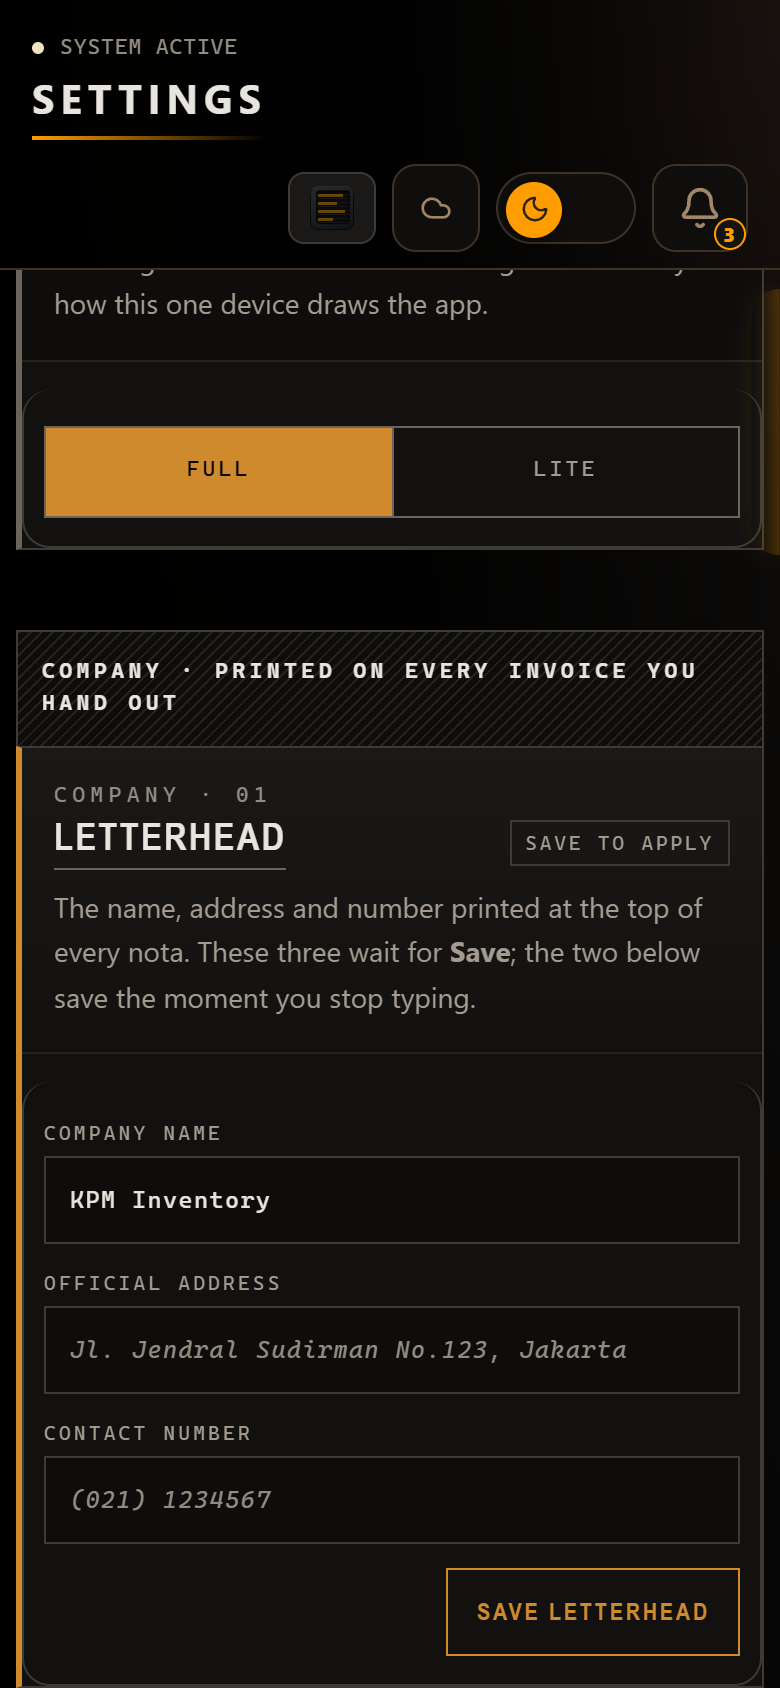 SYSTEM ACTIVE
SETTINGS
3
how this one device draws the app.
FULL
LITE
COMPANY · PRINTED ON EVERY INVOICE YOU
HAND OUT
COMPANY · 01
LETTERHEAD
SAVE TO APPLY
The name, address and number printed at the top of
every nota. These three wait for Save; the two below
save the moment you stop typing.
COMPANY NAME
KPM Inventory
OFFICIAL ADDRESS
Jl. Jendral Sudirman No.123, Jakarta
CONTACT NUMBER
(021) 1234567
SAVE LETTERHEAD